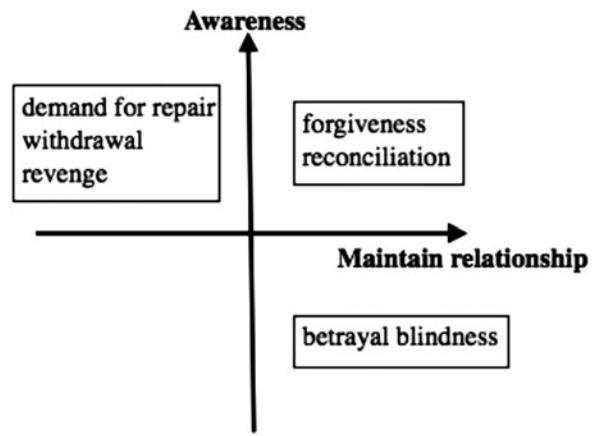 Awareness
demand for repair
withdrawal
revenge
forgiveness
reconciliation
Maintain relationship
betrayal blindness